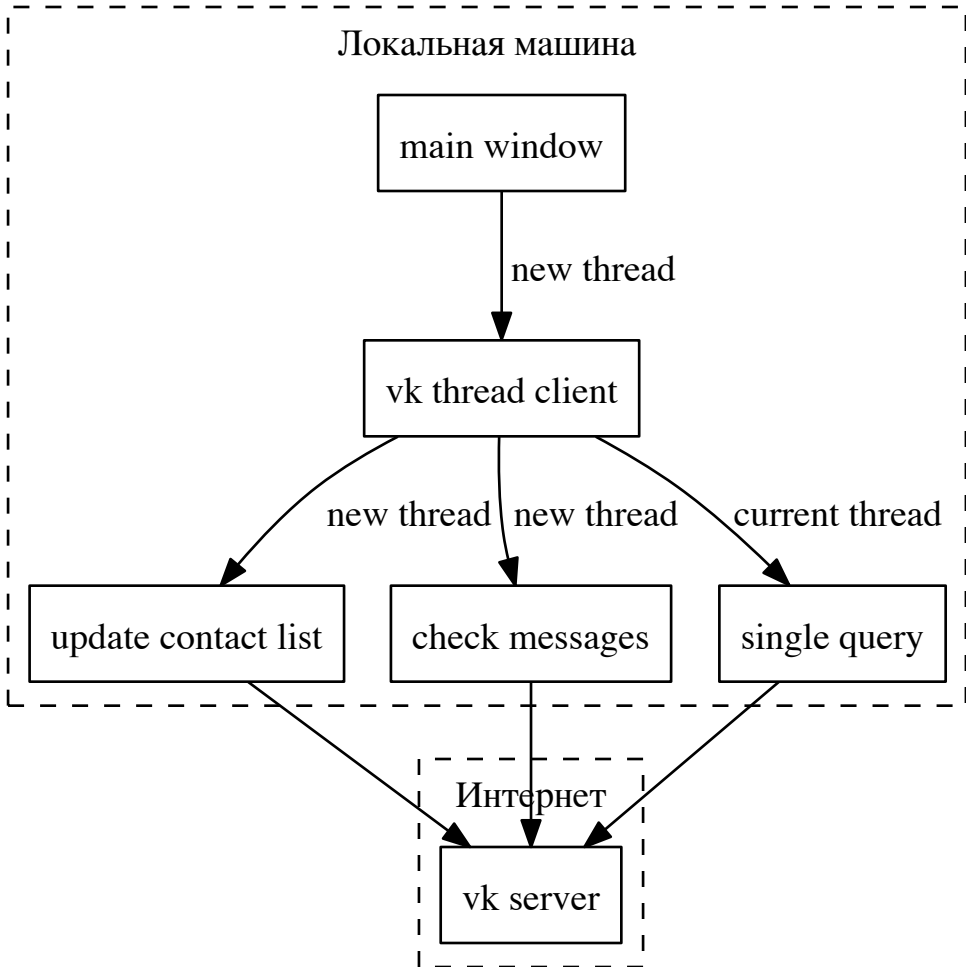 Локальная машина
main window
new thread
vk thread client
new thread
new thread
current thread
update contact list
check messages
single query
Интернет
vk server